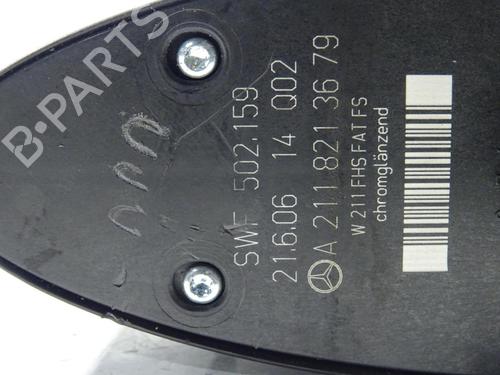 SWF 502.159
21.6.06 14 Q02
A 211 821 36 79
W 211 FHS FAT FS
chromglänzend
B-PARTS